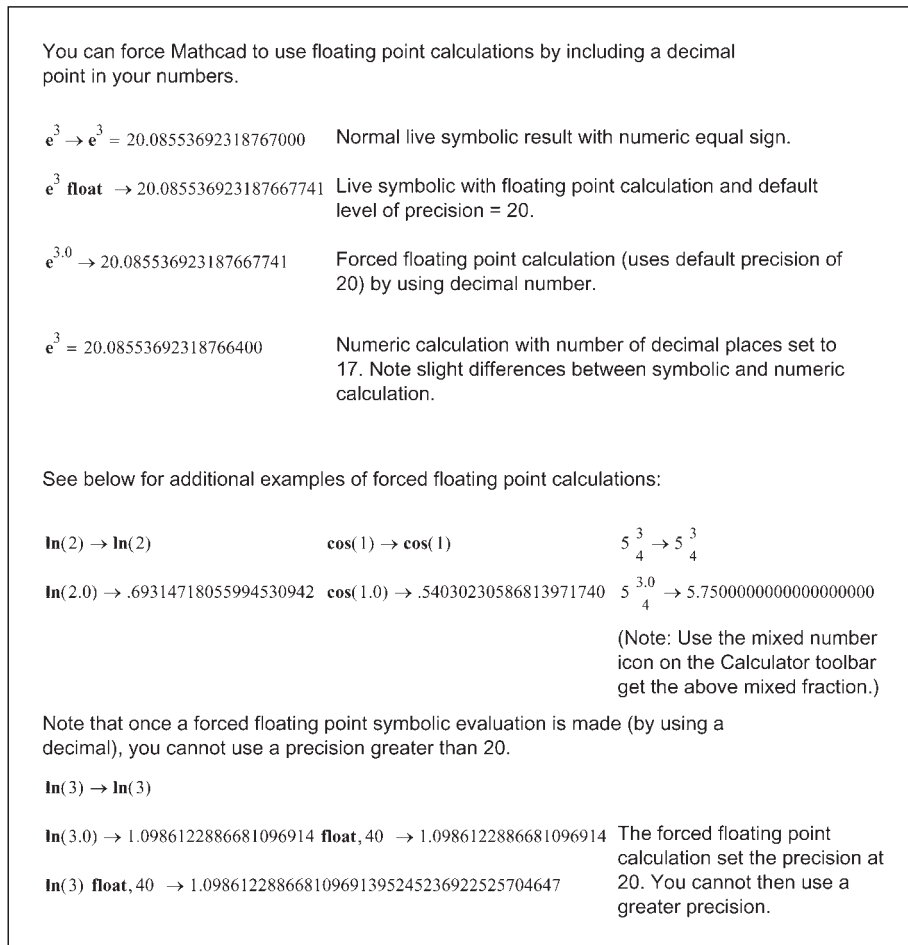 You can force Mathcad to use floating point calculations by including a decimal
point in your numbers.
e^3 → e^3 = 20.08553692318767000 Normal live symbolic result with numeric equal sign.
e^3 float → 20.085536923187667741 Live symbolic with floating point calculation and default
level of precision = 20.
e^3.0 → 20.085536923187667741 Forced floating point calculation (uses default precision of
20) by using decimal number.
e^3 = 20.08553692318766400 Numeric calculation with number of decimal places set to
17. Note slight differences between symbolic and numeric
calculation.
See below for additional examples of forced floating point calculations:
ln(2) → ln(2) cos(1) → cos(1) 5 3/4 → 5 3/4
ln(2.0) → .69314718055994530942 cos(1.0) → .54030230586813971740 5 3.0/4 → 5.7500000000000000000
(Note: Use the mixed number
icon on the Calculator toolbar
get the above mixed fraction.)
Note that once a forced floating point symbolic evaluation is made (by using a
decimal), you cannot use a precision greater than 20.
ln(3) → ln(3)
ln(3.0) → 1.0986122886681096914 float, 40 → 1.0986122886681096914 The forced floating point
calculation set the precision at
ln(3) float, 40 → 1.098612288668109691395245236922525704647 20. You cannot then use a
greater precision.